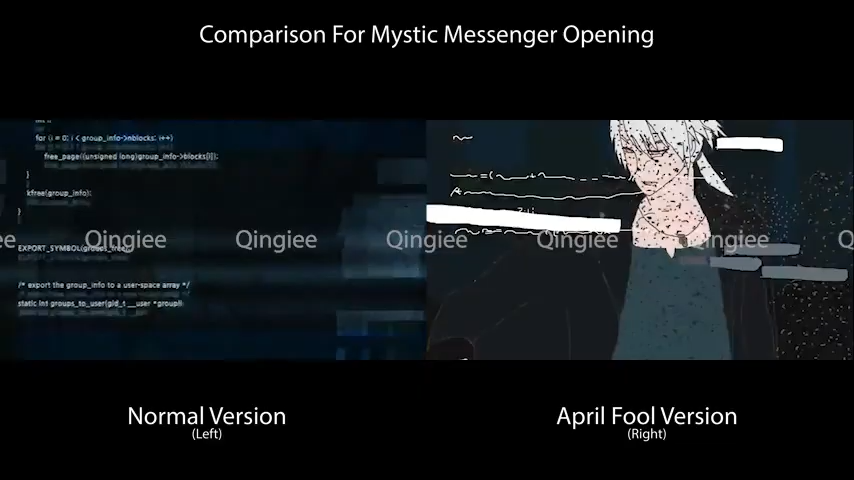 Comparison For Mystic Messenger Opening
for (i = 0; i < group_info->nblocks; i++)
free_page((unsigned long)group_info->blocks[i]);
}
kfree(group_info);
}
EXPORT_SYMBOL(groups_free);
/* export the group_info to a user-space array */
static int groups_to_user(gid_t __user *group
Qingiee Qingiee Qingiee Qingiee Qingiee
Normal Version
(Left)
April Fool Version
(Right)